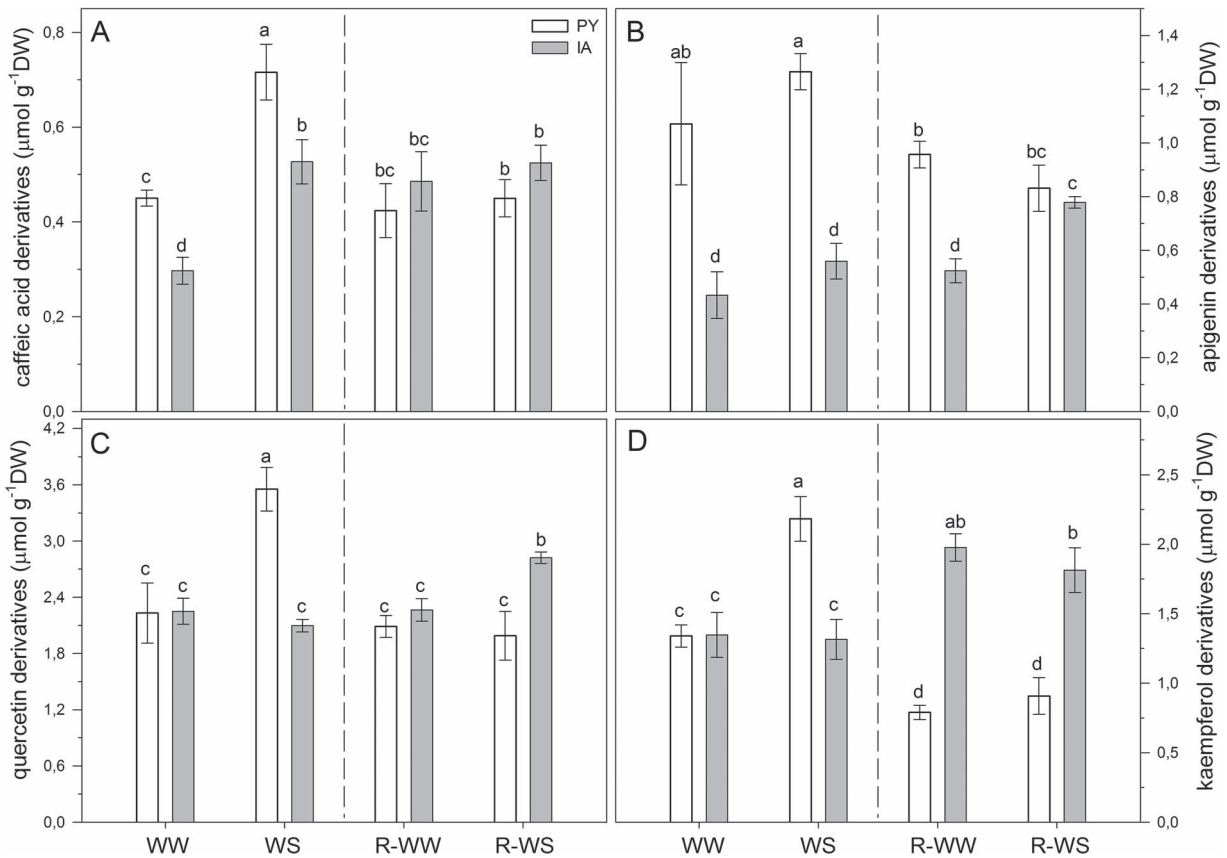 A
PY
IA
caffeic acid derivatives (µmol g⁻¹DW)
0,8
0,6
0,4
0,2
0,0
c
d
a
b
bc
bc
b
b
B
apigenin derivatives (µmol g⁻¹DW)
1,4
1,2
1,0
0,8
0,6
0,4
0,2
0,0
ab
d
a
d
b
d
bc
c
C
quercetin derivatives (µmol g⁻¹DW)
4,2
3,6
3,0
2,4
1,8
1,2
0,6
0,0
c
c
a
c
c
c
c
b
WW
WS
R-WW
R-WS
D
kaempferol derivatives (µmol g⁻¹DW)
2,5
2,0
1,5
1,0
0,5
0,0
c
c
a
c
d
ab
d
b
WW
WS
R-WW
R-WS